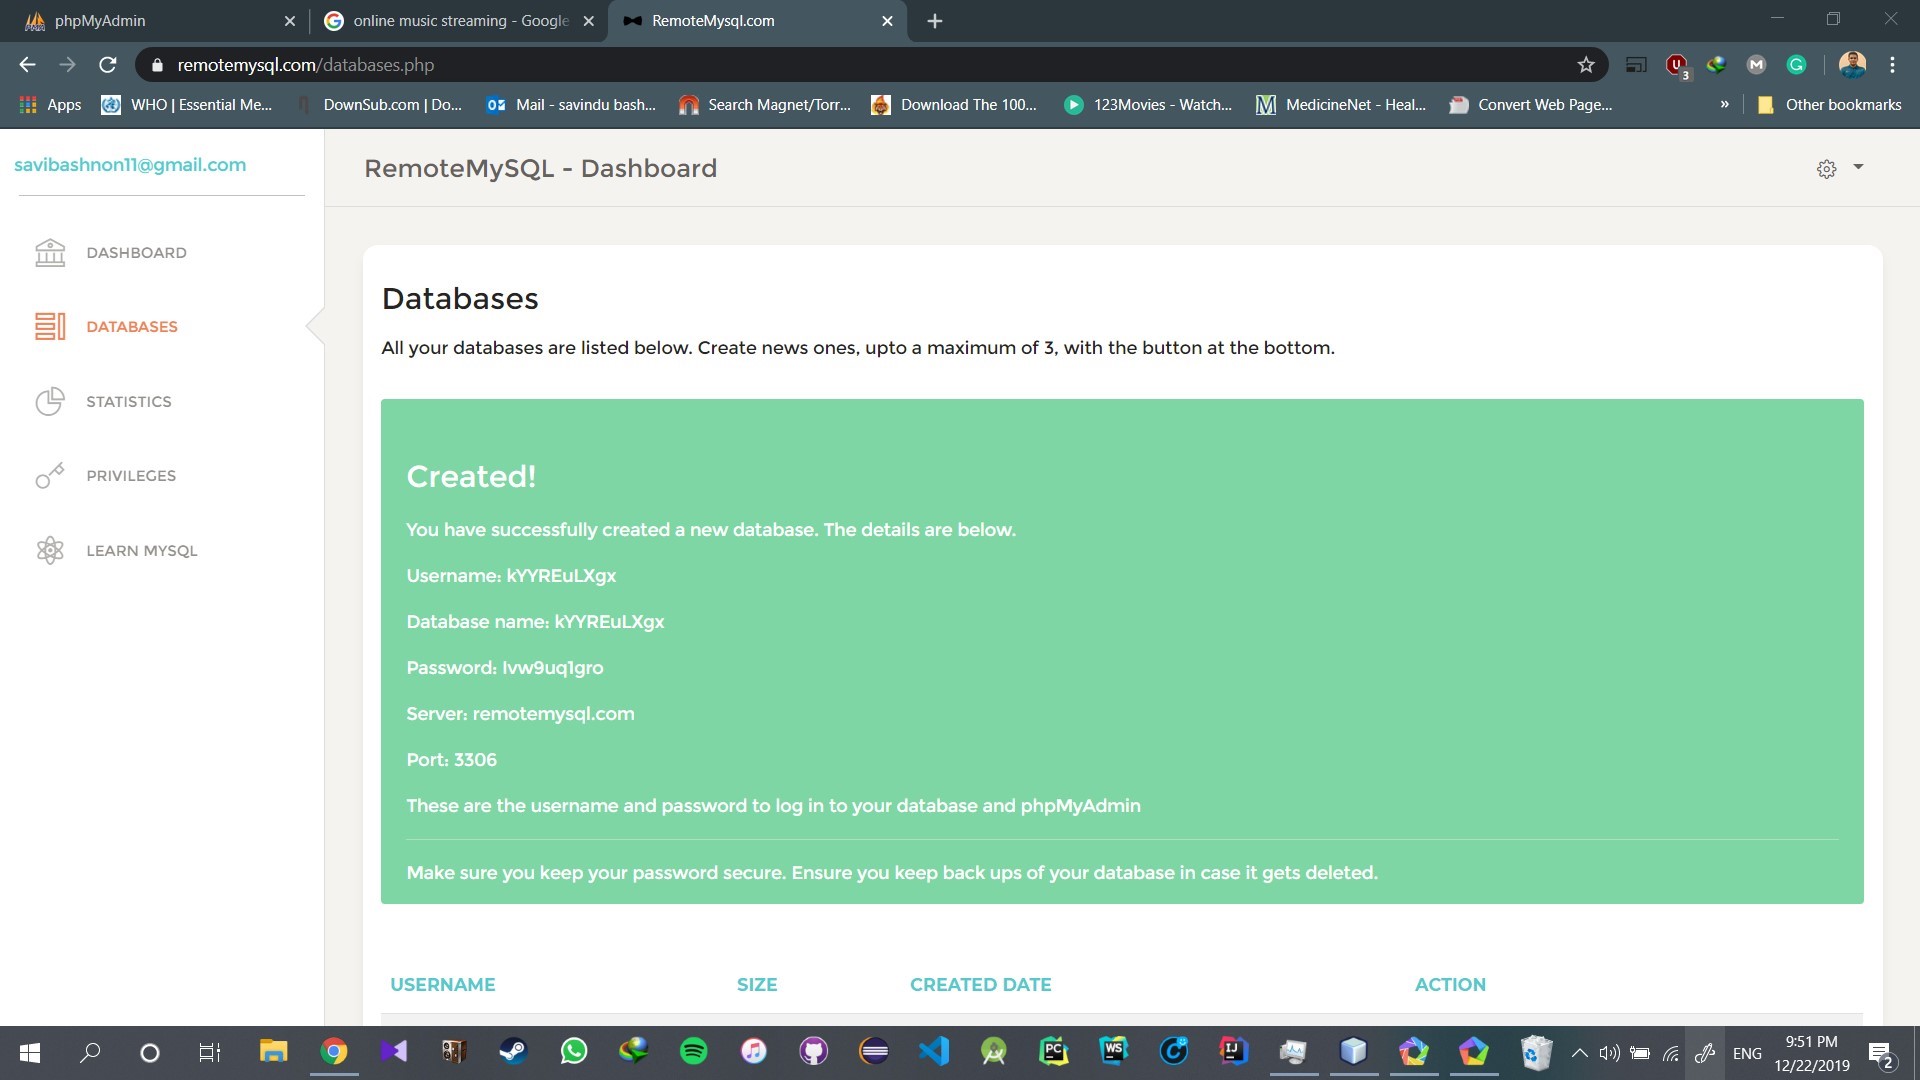 phpMyAdmin
online music streaming - Google
RemoteMysql.com
remotemysql.com/databases.php
3
Apps
WHO | Essential Me...
DownSub.com | Do...
Mail - savindu bash...
Search Magnet/Torr...
Download The 100...
123Movies - Watch...
MedicineNet - Heal...
Convert Web Page...
»
Other bookmarks
savibashnon11@gmail.com
RemoteMySQL - Dashboard
DASHBOARD
DATABASES
STATISTICS
PRIVILEGES
LEARN MYSQL
Databases
All your databases are listed below. Create news ones, upto a maximum of 3, with the button at the bottom.
Created!
You have successfully created a new database. The details are below.
Username: kYYREuLXgx
Database name: kYYREuLXgx
Password: lvw9uq1gro
Server: remotemysql.com
Port: 3306
These are the username and password to log in to your database and phpMyAdmin
Make sure you keep your password secure. Ensure you keep back ups of your database in case it gets deleted.
USERNAME SIZE CREATED DATE ACTION
ENG
9:51 PM
12/22/2019
2